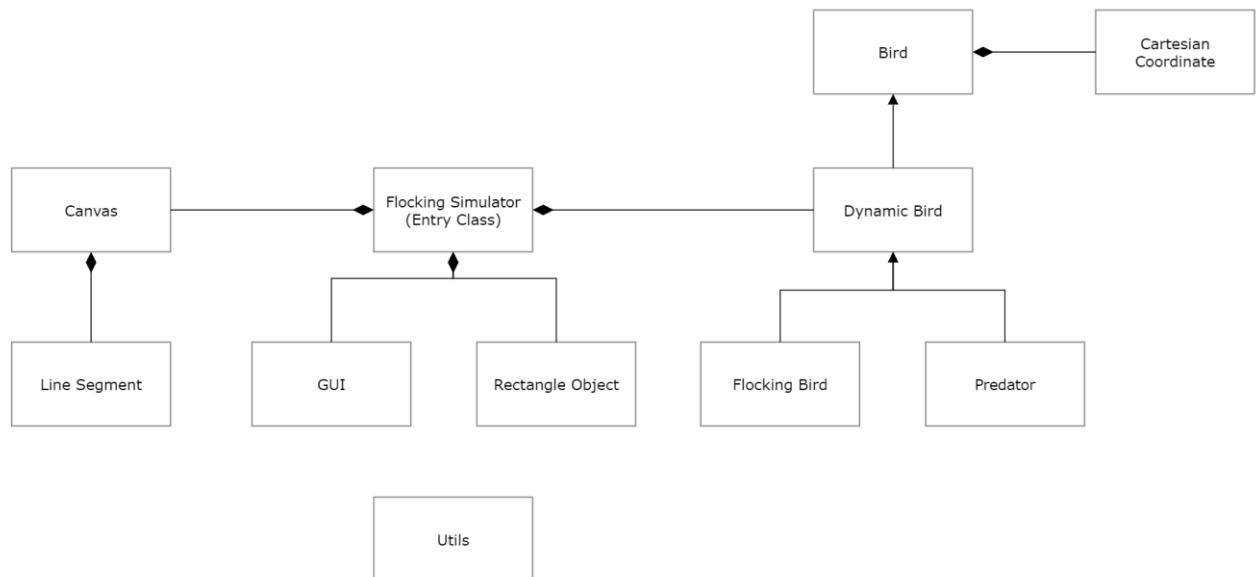 Bird
Cartesian
Coordinate
Canvas
Flocking Simulator
(Entry Class)
Dynamic Bird
Line Segment
GUI
Rectangle Object
Flocking Bird
Predator
Utils